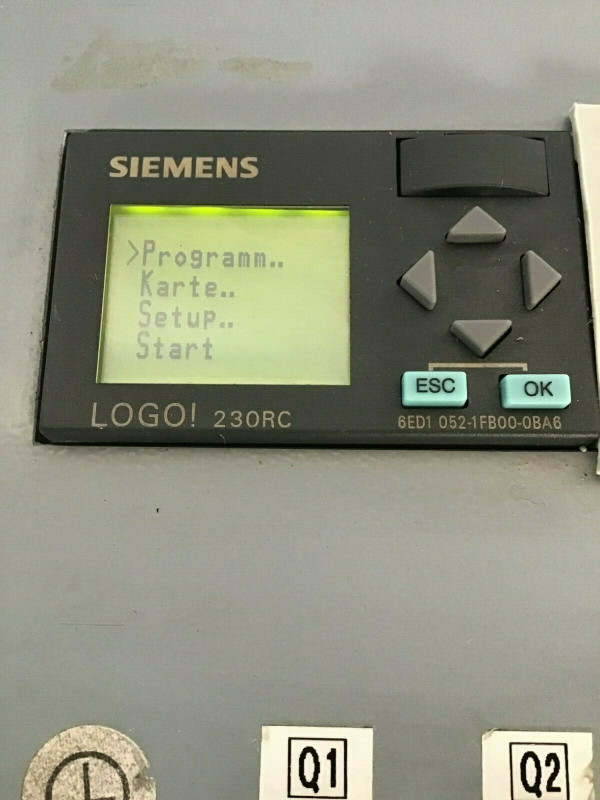 SIEMENS
>Programm..
Karte..
Setup..
Start
ESC
OK
LOGO! 230RC
6ED1 052-1FB00-0BA6
Q1
Q2